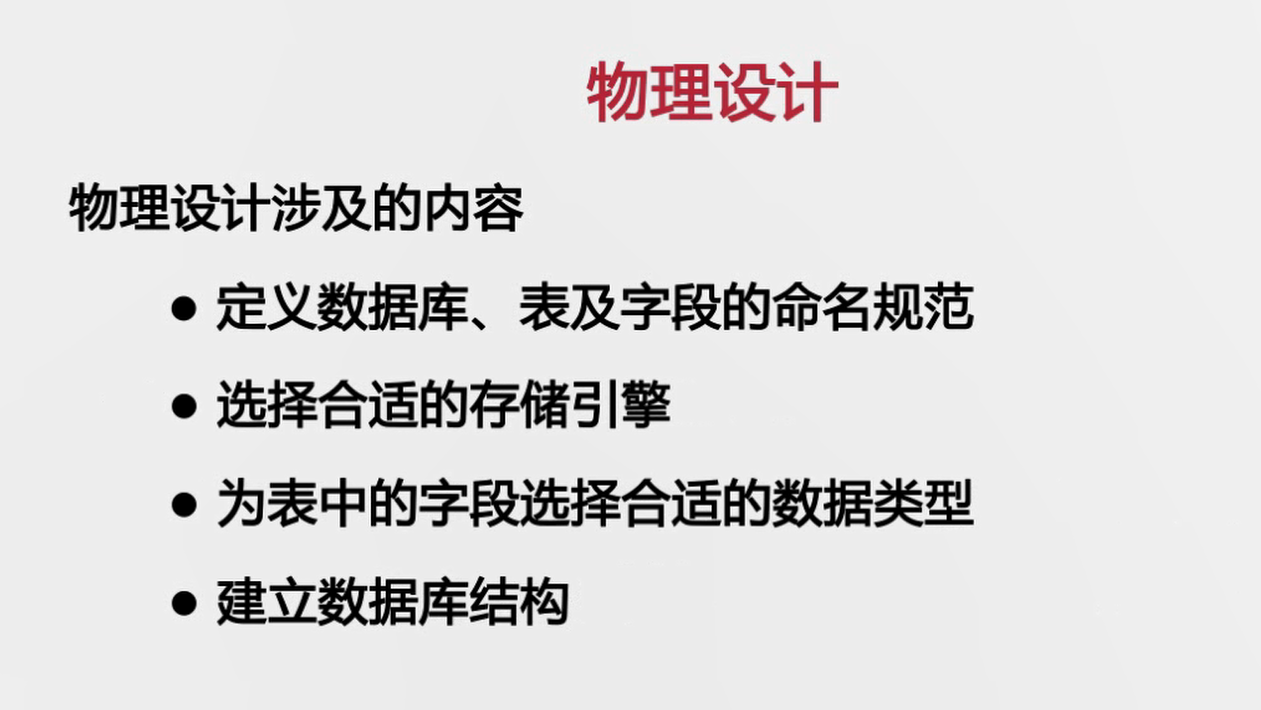 物理设计
物理设计涉及的内容
● 定义数据库、表及字段的命名规范
● 选择合适的存储引擎
● 为表中的字段选择合适的数据类型
● 建立数据库结构